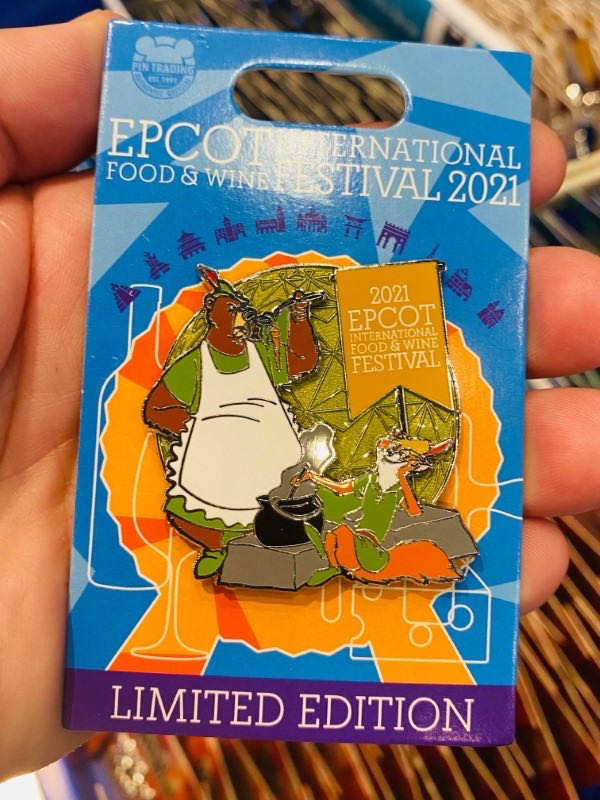 PIN TRADING
EST. 1999
EPCOT INTERNATIONAL
FOOD & WINE FESTIVAL 2021
2021
EPCOT
INTERNATIONAL
FOOD & WINE
FESTIVAL
LIMITED EDITION